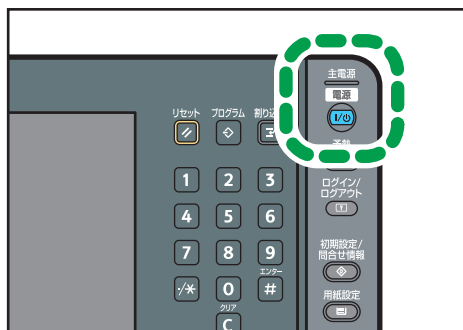 主電源
電源
リセット プログラム 割り込
予熱
1 2 3
ログイン/
ログアウト
4 5 6
7 8 9
初期設定/
問合せ情報
エンター
·/* 0 #
用紙設定
クリア
C